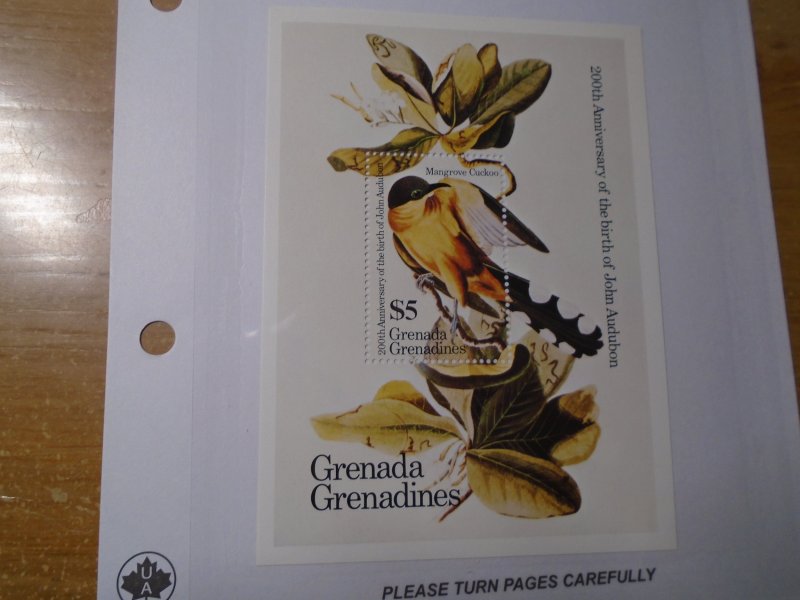 200th Anniversary of the birth of John Audubon
Mangrove Cuckoo
200th Anniversary of the birth of John Audubon
$5
Grenada
Grenadines
Grenada
Grenadines
UA
PLEASE TURN PAGES CAREFULLY